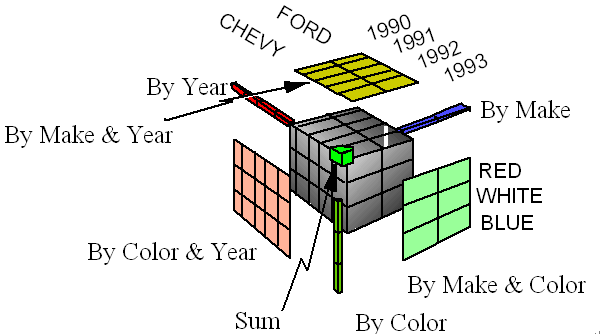 CHEVY
FORD
1990
1991
1992
1993
By Year
By Make
By Make & Year
RED
WHITE
BLUE
By Color & Year
By Make & Color
Sum
By Color